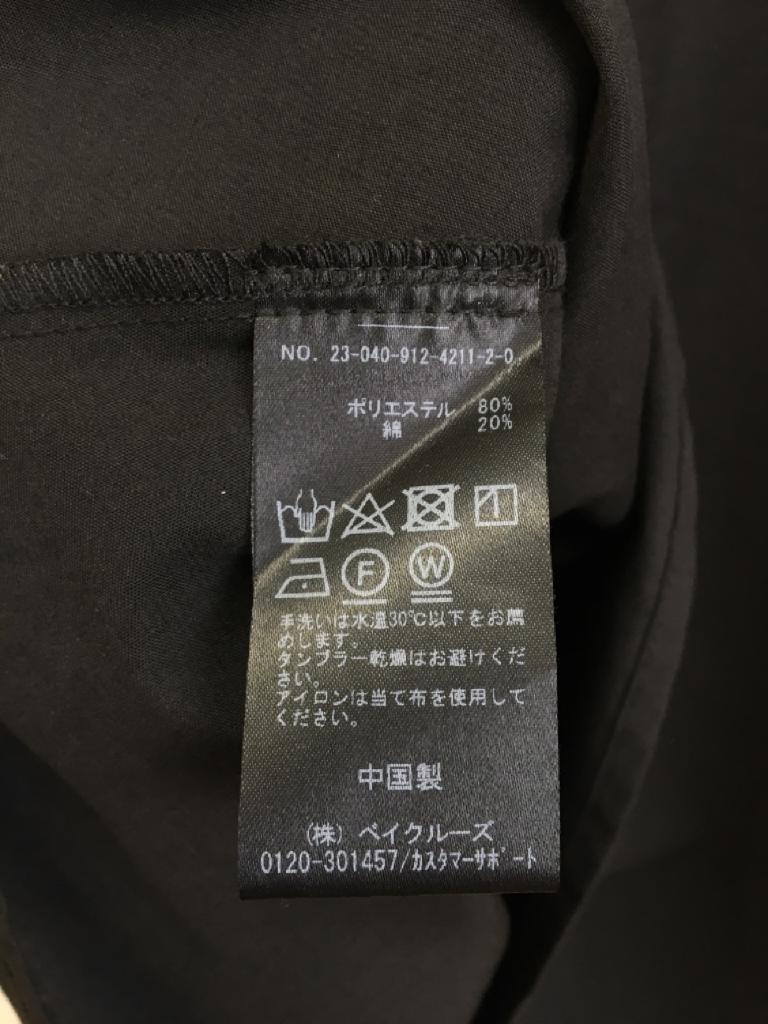 NO. 23-040-912-4211-2-0
ポリエステル 80%
綿 20%
F W
手洗いは水温30℃以下をお薦
めします。
タンブラー乾燥はお避けくだ
さい。
アイロンは当て布を使用して
ください。
中国製
(株) ベイクルーズ
0120-301457/カスタマーサポート